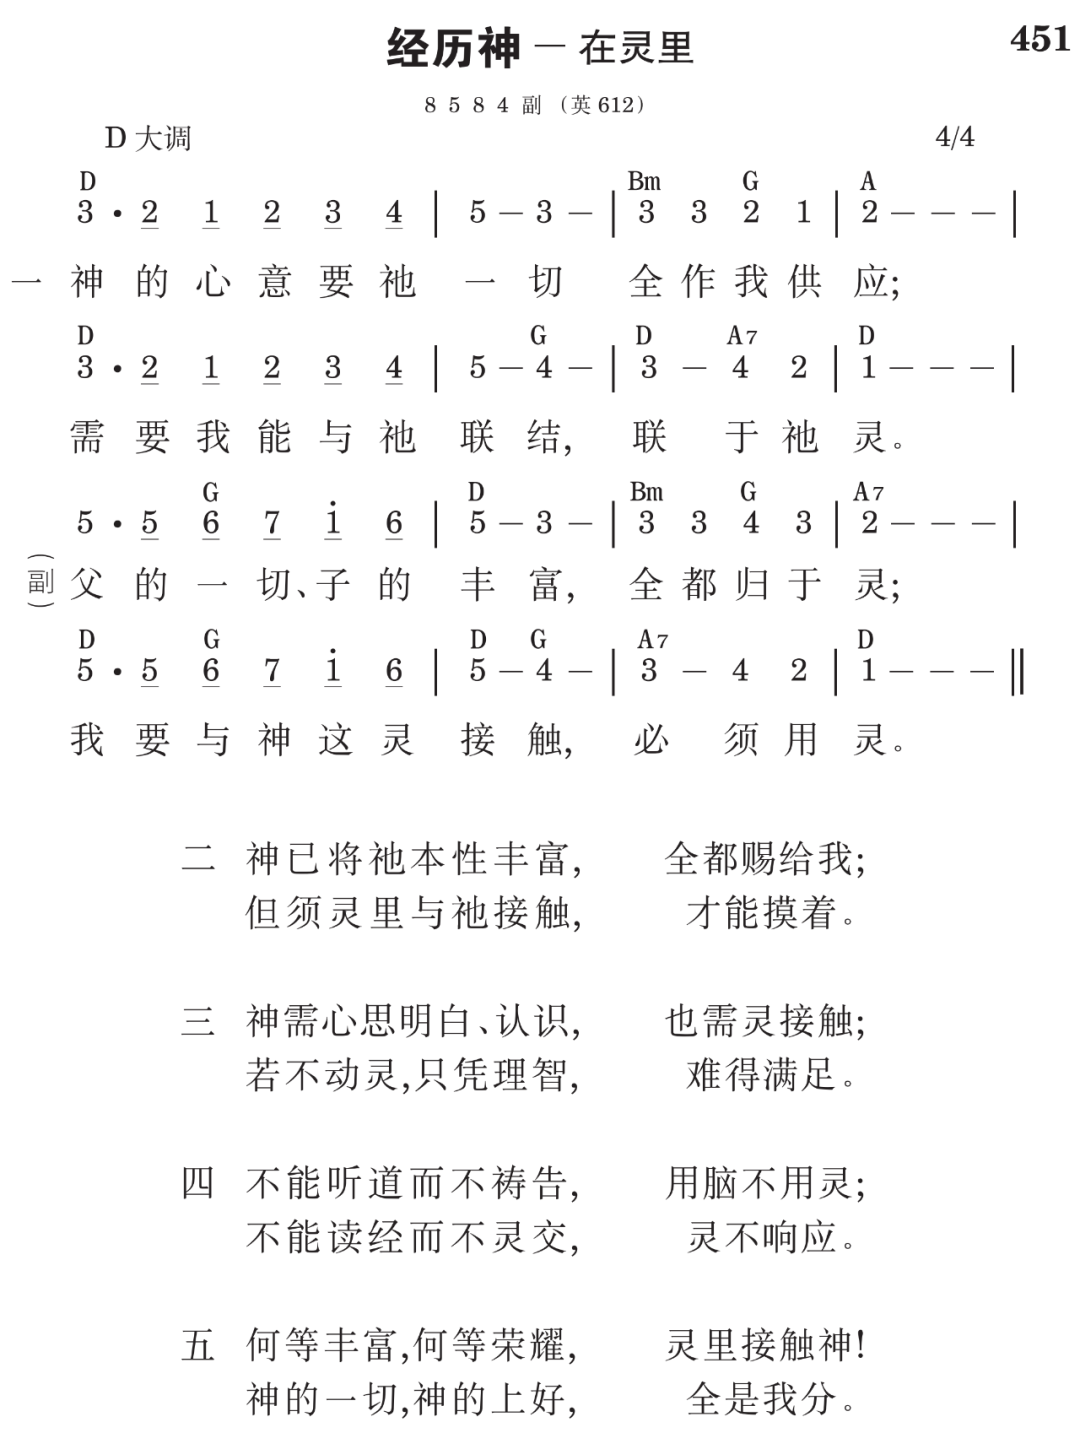 经历神 — 在灵里
451
8 5 8 4 副 （英 612）
D 大调 4/4
D Bm G A
3 · 2 1 2 3 4 | 5 — 3 — | 3 3 2 1 | 2 — — — |
一 神 的 心 意 要 祂 一 切 全 作 我 供 应;
D G D A7 D
3 · 2 1 2 3 4 | 5 — 4 — | 3 — 4 2 | 1 — — — |
需 要 我 能 与 祂 联 结, 联 于 祂 灵。
G D Bm G A7
5 · 5 6 7 1̇ 6 | 5 — 3 — | 3 3 4 3 | 2 — — — |
(副) 父 的 一 切、子 的 丰 富, 全 都 归 于 灵;
D G D G A7 D
5 · 5 6 7 1̇ 6 | 5 — 4 — | 3 — 4 2 | 1 — — — ‖
我 要 与 神 这 灵 接 触, 必 须 用 灵。
二 神已将祂本性丰富, 全都赐给我;
但须灵里与祂接触, 才能摸着。
三 神需心思明白、认识, 也需灵接触;
若不动灵,只凭理智, 难得满足。
四 不能听道而不祷告, 用脑不用灵;
不能读经而不灵交, 灵不响应。
五 何等丰富,何等荣耀, 灵里接触神!
神的一切,神的上好, 全是我分。